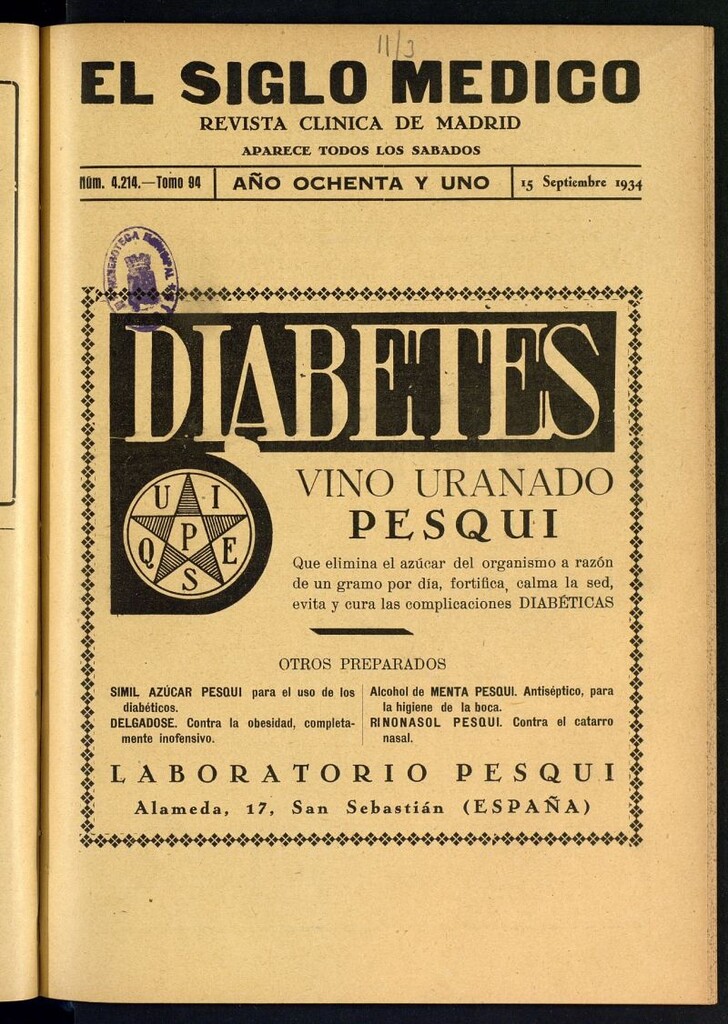 11/3
EL SIGLO MEDICO
REVISTA CLINICA DE MADRID
APARECE TODOS LOS SABADOS
Núm. 4.214.—Tomo 94
AÑO OCHENTA Y UNO
15 Septiembre 1934
HEMEROTECA MUNICIPAL
DIABETES
U I
Q P E
S
VINO URANADO
PESQUI
Que elimina el azúcar del organismo a razón
de un gramo por día, fortifica, calma la sed,
evita y cura las complicaciones DIABÉTICAS
OTROS PREPARADOS
SIMIL AZÚCAR PESQUI para el uso de los
diabéticos.
DELGADOSE. Contra la obesidad, completa-
mente inofensivo.
Alcohol de MENTA PESQUI. Antiséptico, para
la higiene de la boca.
RINONASOL PESQUI. Contra el catarro
nasal.
LABORATORIO PESQUI
Alameda, 17, San Sebastián (ESPAÑA)